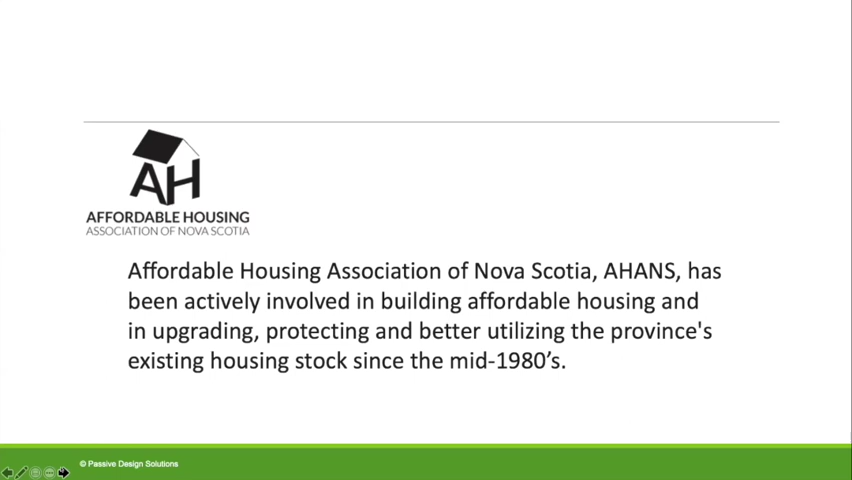 AH
AFFORDABLE HOUSING
ASSOCIATION OF NOVA SCOTIA
Affordable Housing Association of Nova Scotia, AHANS, has
been actively involved in building affordable housing and
in upgrading, protecting and better utilizing the province's
existing housing stock since the mid-1980’s.
© Passive Design Solutions